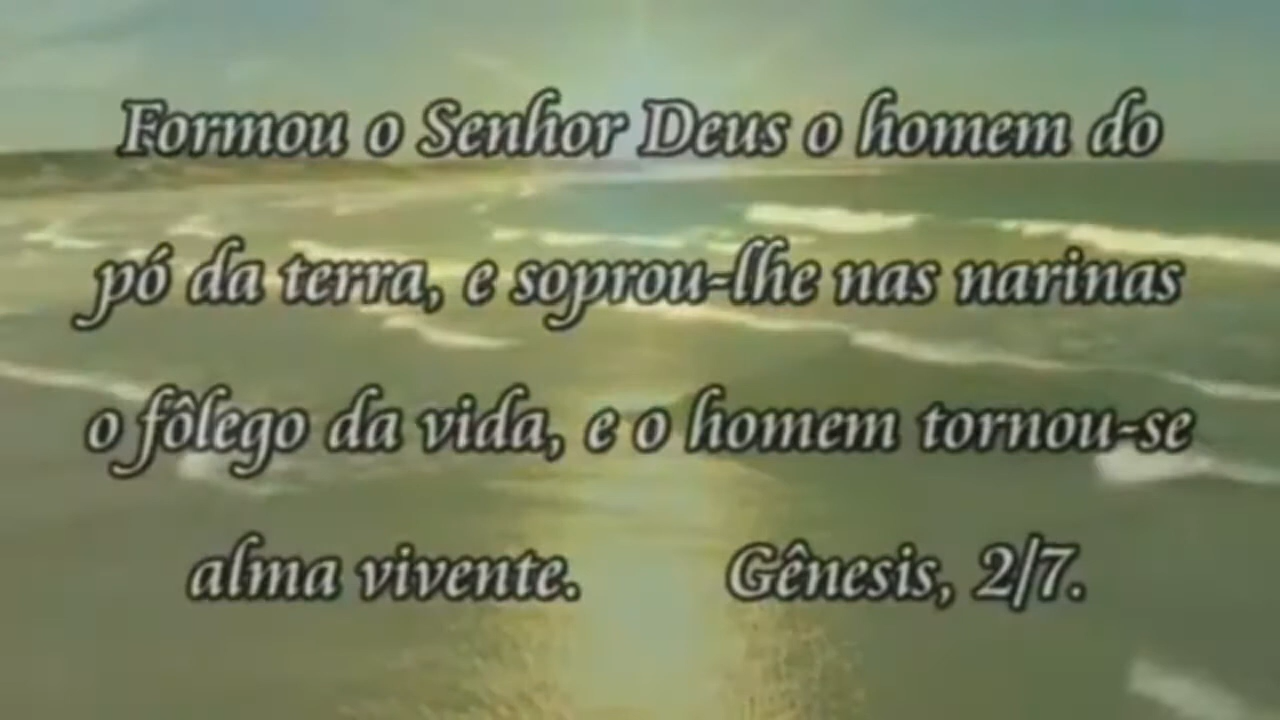 Formou o Senhor Deus o homem do
pó da terra, e soprou-lhe nas narinas
o fôlego da vida, e o homem tornou-se
alma vivente. Gênesis, 2/7.